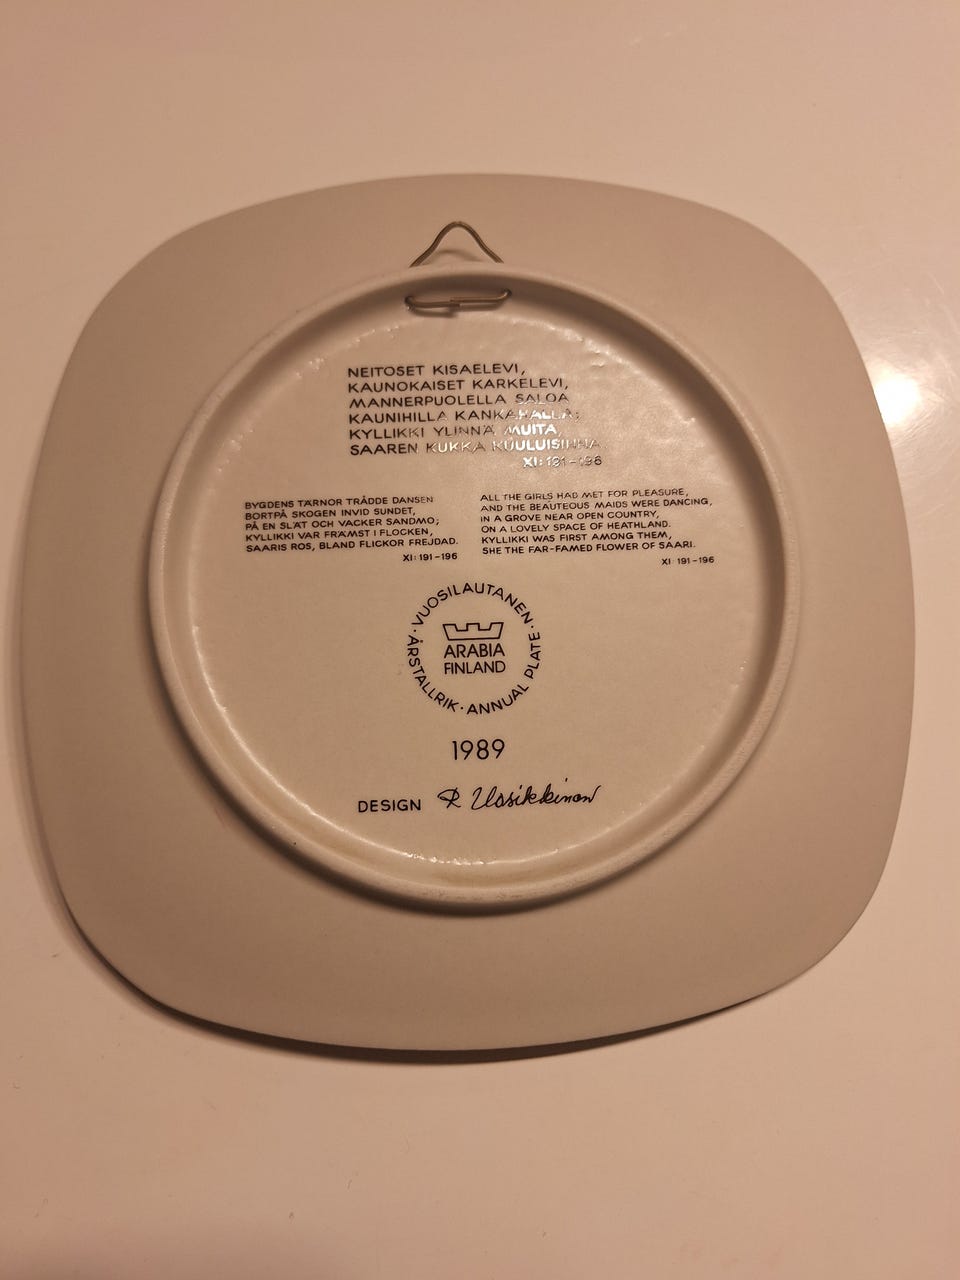 NEITOSET KISAELEVI,
KAUNOKAISET KARKELEVI,
MANNERPUOLELLA SALOA
KAUNIHILLA KANKAHALLA;
KYLLIKKI YLINNÄ MUITA,
SAAREN KUKKA KUULUISINNA.
XI: 191–196
BYGDENS TÄRNOR TRÅDDE DANSEN
BORTPÅ SKOGEN INVID SUNDET,
PÅ EN SLÄT OCH VACKER SANDMO;
KYLLIKKI VAR FRÄMST I FLOCKEN,
SAARIS ROS, BLAND FLICKOR FREJDAD.
XI: 191–196
ALL THE GIRLS HAD MET FOR PLEASURE,
AND THE BEAUTEOUS MAIDS WERE DANCING,
IN A GROVE NEAR OPEN COUNTRY,
ON A LOVELY SPACE OF HEATHLAND.
KYLLIKKI WAS FIRST AMONG THEM,
SHE THE FAR-FAMED FLOWER OF SAARI.
XI: 191–196
· VUOSILAUTANEN · ANNUAL PLATE · ÅRSTALLRIK
ARABIA
FINLAND
1989
DESIGN R Uosikkinen